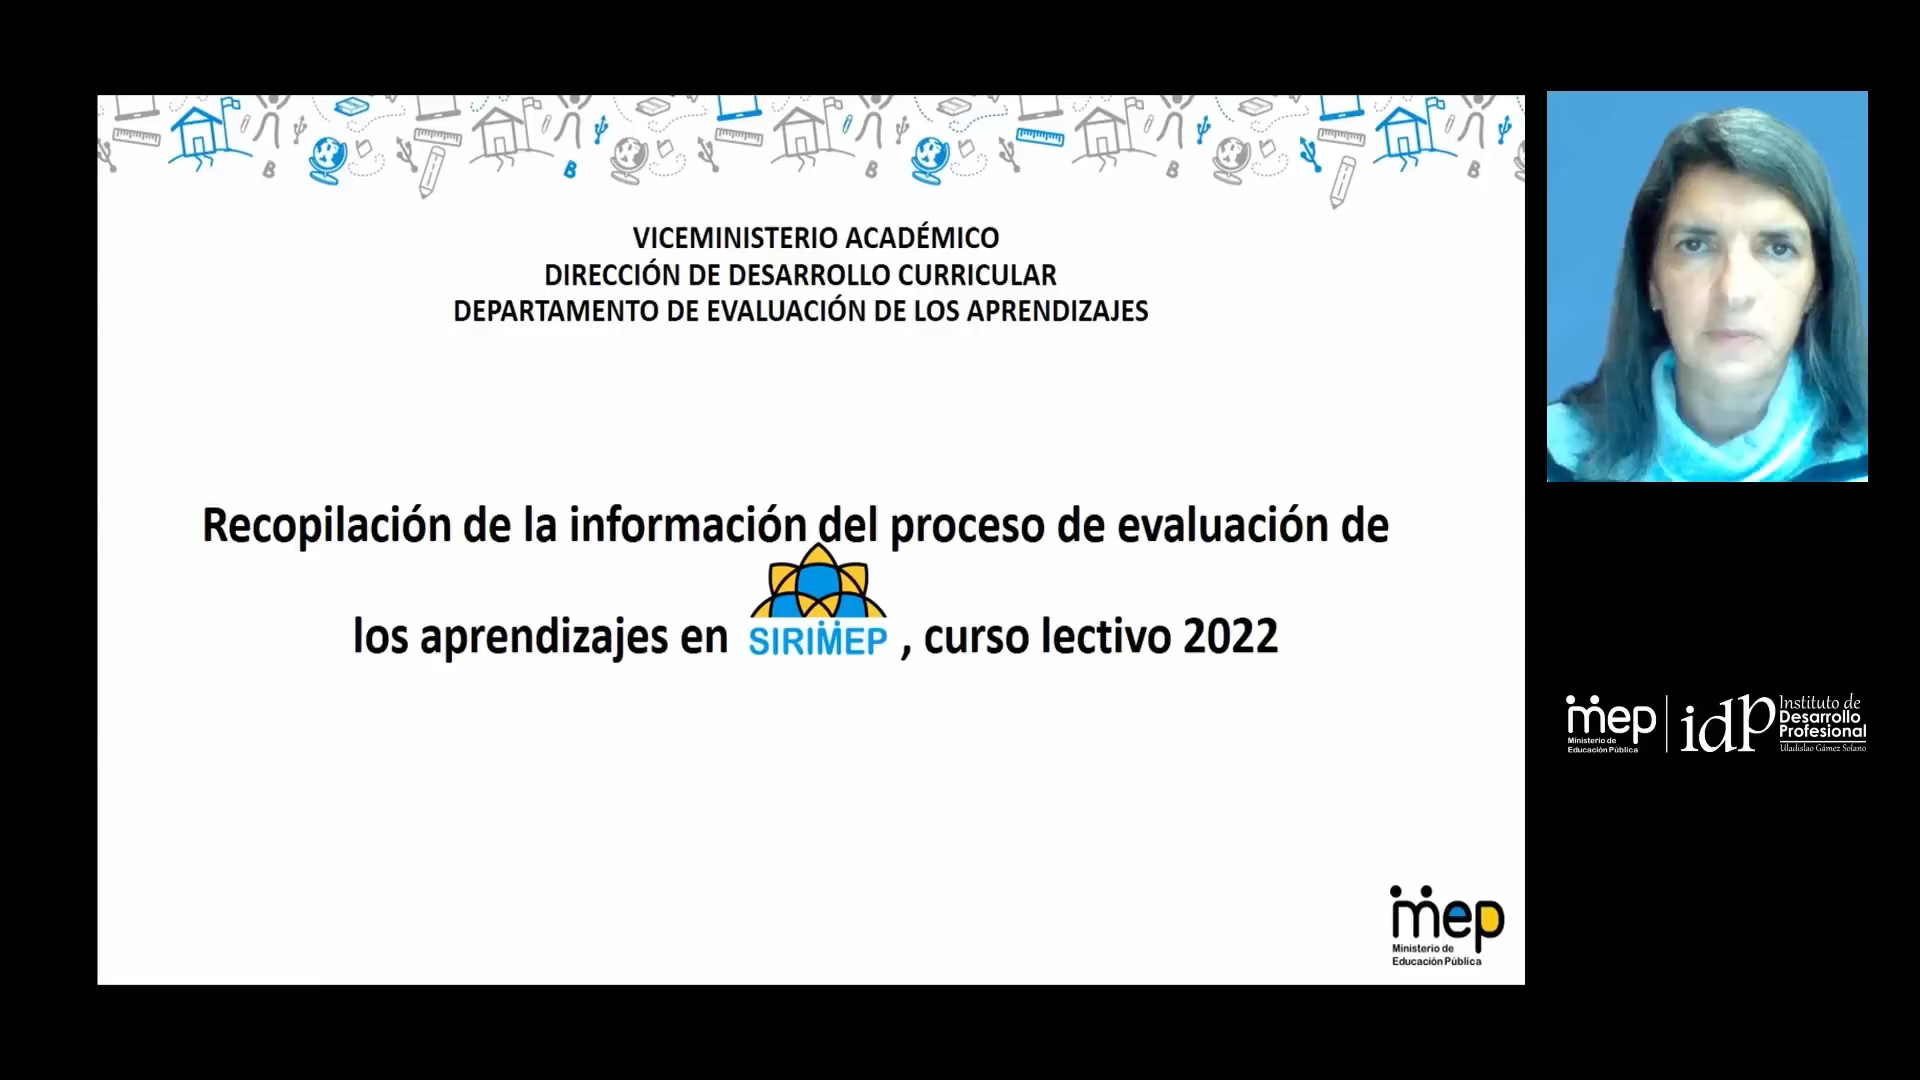 VICEMINISTERIO ACADÉMICO
DIRECCIÓN DE DESARROLLO CURRICULAR
DEPARTAMENTO DE EVALUACIÓN DE LOS APRENDIZAJES
Recopilación de la información del proceso de evaluación de
los aprendizajes en SIRIMEP , curso lectivo 2022
mep
Ministerio de
Educación Pública
mep
Ministerio de
Educación Pública
idp
Instituto de
Desarrollo
Profesional
Uladislao Gámez Solano